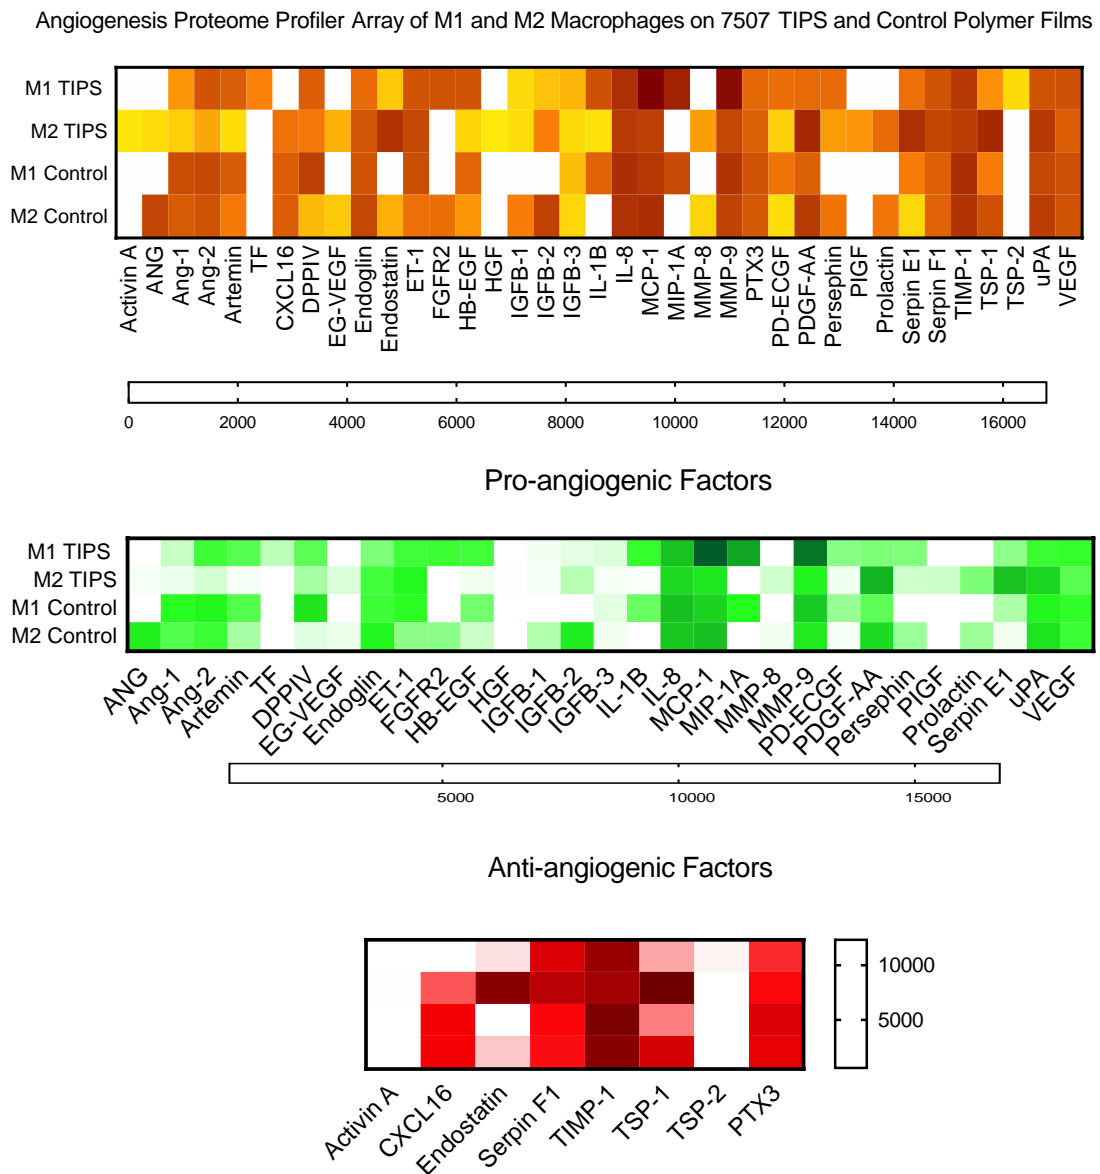 Angiogenesis Proteome Profiler Array of M1 and M2 Macrophages on 7507 TIPS and Control Polymer Films
M1 TIPS
M2 TIPS
M1 Control
M2 Control
Activin A
ANG
Ang-1
Ang-2
Artemin
TF
CXCL16
DPPIV
EG-VEGF
Endoglin
Endostatin
ET-1
FGFR2
HB-EGF
HGF
IGFB-1
IGFB-2
IGFB-3
IL-1B
IL-8
MCP-1
MIP-1A
MMP-8
MMP-9
PTX3
PD-ECGF
PDGF-AA
Persephin
PIGF
Prolactin
Serpin E1
Serpin F1
TIMP-1
TSP-1
TSP-2
uPA
VEGF
0 2000 4000 6000 8000 10000 12000 14000 16000
Pro-angiogenic Factors
M1 TIPS
M2 TIPS
M1 Control
M2 Control
ANG
Ang-1
Ang-2
Artemin
TF
DPPIV
EG-VEGF
Endoglin
ET-1
FGFR2
HB-EGF
HGF
IGFB-1
IGFB-2
IGFB-3
IL-1B
IL-8
MCP-1
MIP-1A
MMP-8
MMP-9
PD-ECGF
PDGF-AA
Persephin
PIGF
Prolactin
Serpin E1
uPA
VEGF
5000 10000 15000
Anti-angiogenic Factors
10000
5000
Activin A
CXCL16
Endostatin
Serpin F1
TIMP-1
TSP-1
TSP-2
PTX3